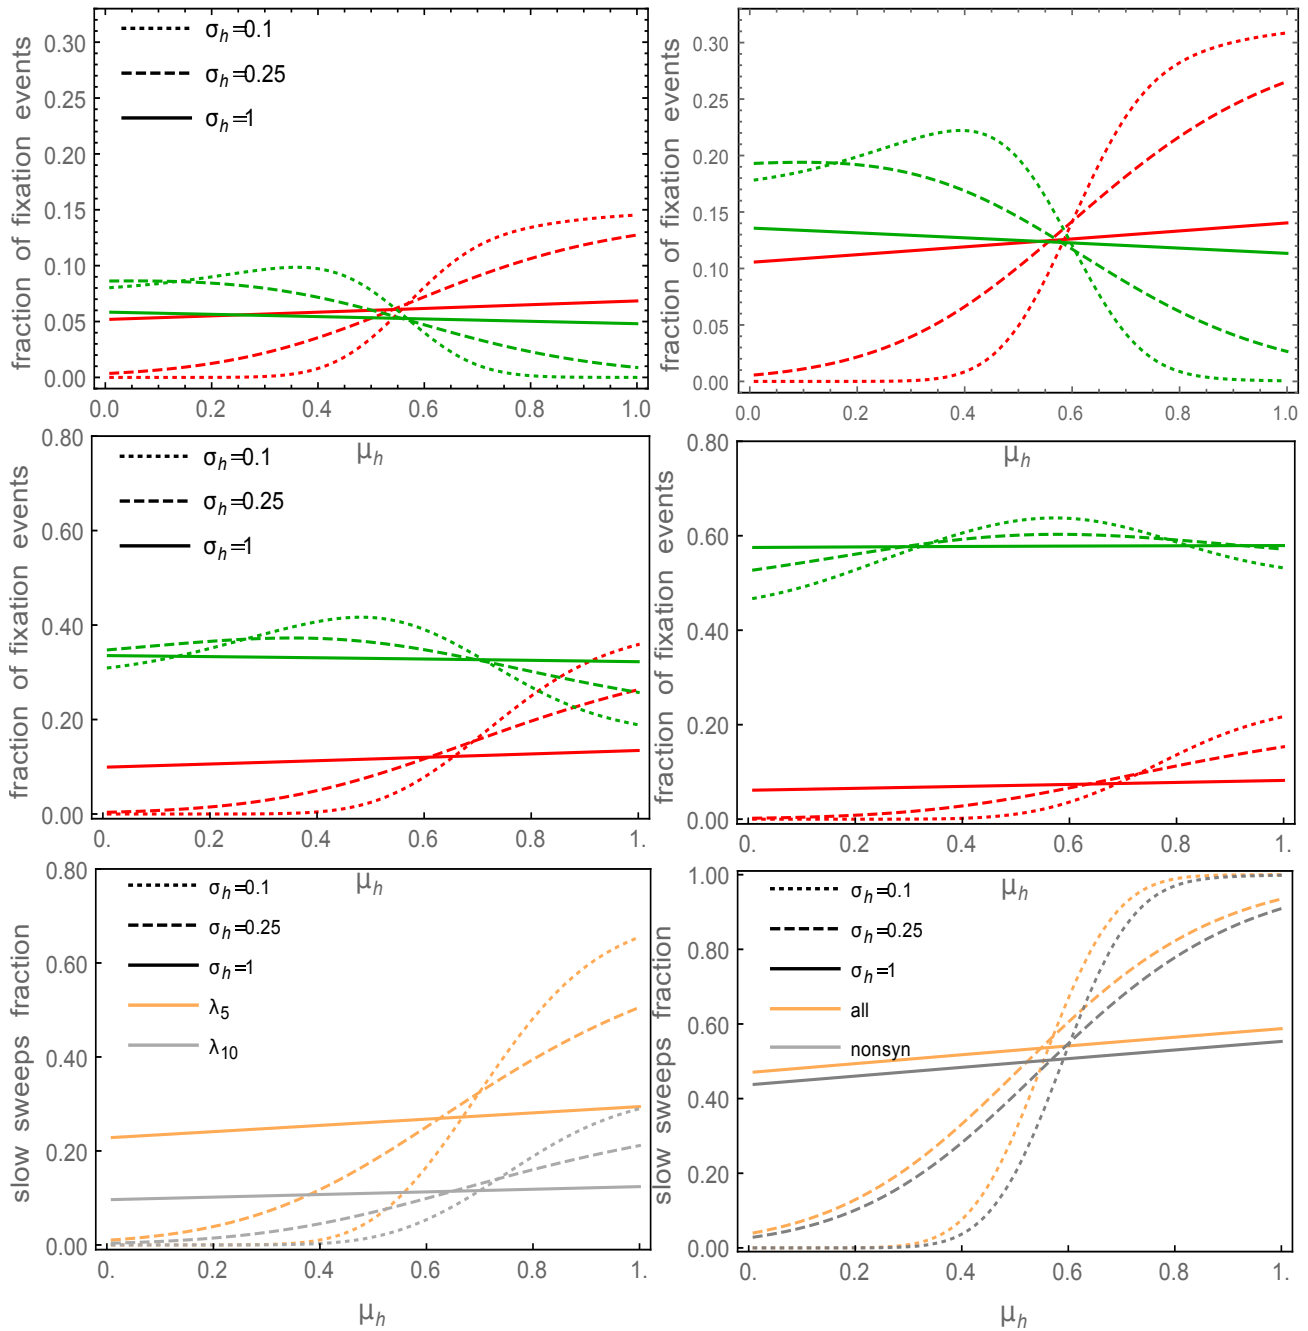 fraction of fixation events
0.30
0.25
0.20
0.15
0.10
0.05
0.00
σh=0.1
σh=0.25
σh=1
0.0 0.2 0.4 0.6 0.8 1.0
μh
fraction of fixation events
0.30
0.25
0.20
0.15
0.10
0.05
0.00
0.0 0.2 0.4 0.6 0.8 1.0
μh
fraction of fixation events
0.80
0.60
0.40
0.20
0.00
σh=0.1
σh=0.25
σh=1
0. 0.2 0.4 0.6 0.8 1.
μh
fraction of fixation events
0.80
0.60
0.40
0.20
0.00
0. 0.2 0.4 0.6 0.8 1.
μh
slow sweeps fraction
0.80
0.60
0.40
0.20
0.00
σh=0.1
σh=0.25
σh=1
λ5
λ10
0. 0.2 0.4 0.6 0.8 1.
μh
slow sweeps fraction
1.00
0.80
0.60
0.40
0.20
0.00
σh=0.1
σh=0.25
σh=1
all
nonsyn
0. 0.2 0.4 0.6 0.8 1.
μh